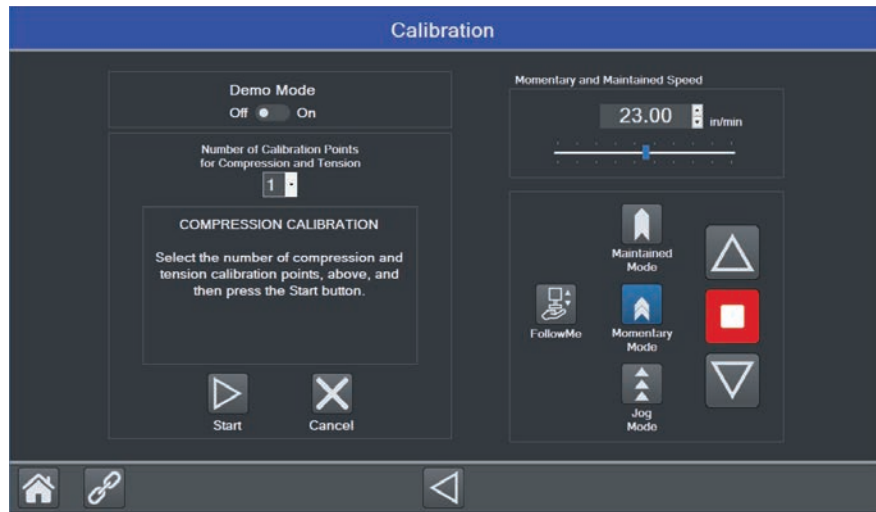 Calibration
Demo Mode
Off On
Number of Calibration Points
for Compression and Tension
1
COMPRESSION CALIBRATION
Select the number of compression and
tension calibration points, above, and
then press the Start button.
Start Cancel
Momentary and Maintained Speed
23.00 in/min
Maintained
Mode
FollowMe
Momentary
Mode
Jog
Mode